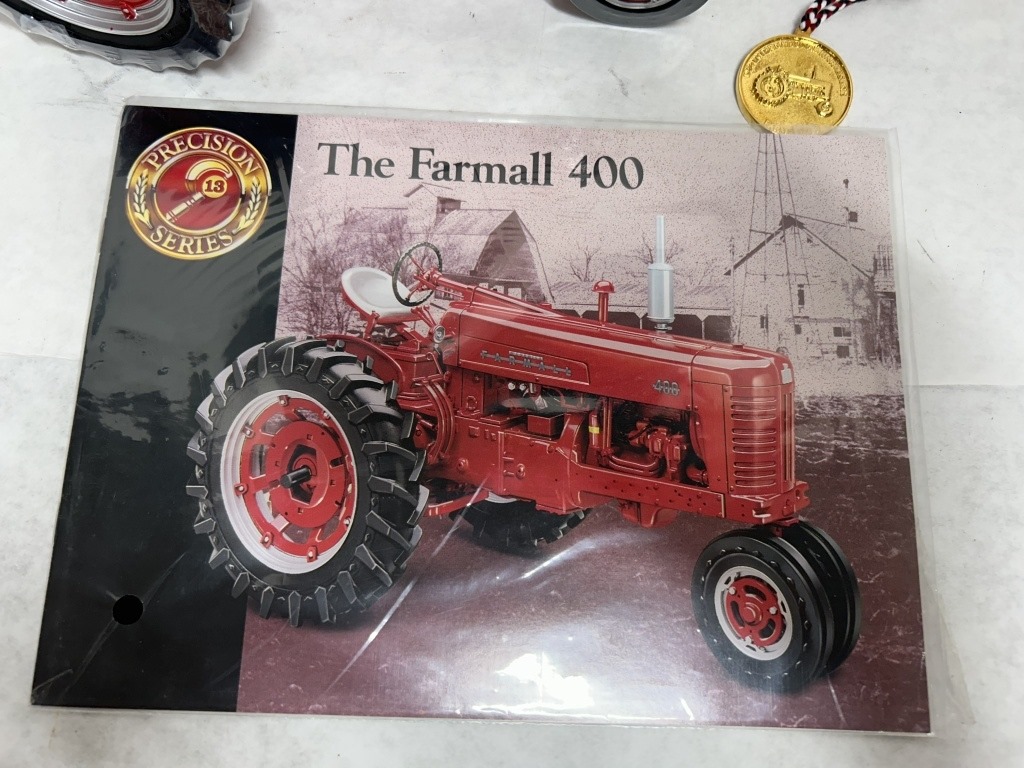 PRECISION
13
SERIES
The Farmall 400
FARMALL
400